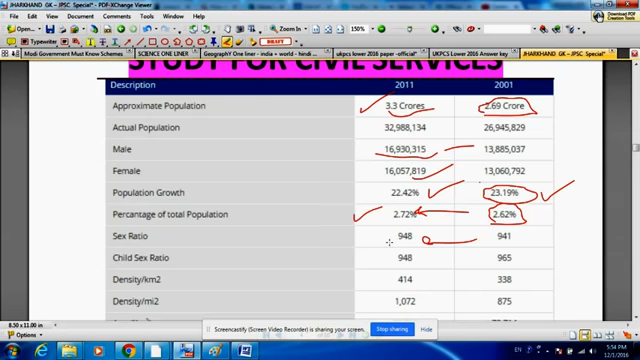 JHARKHAND GK - JPSC Special* - PDF-XChange Viewer
File Edit View Document Comments Tools Window Help
Open... Zoom In 150%
Typewriter
DRAFT
Modi Government Must Known Schemes SCIENCE ONE LINER Geography One liner - india + world ukpcs lower 2016 paper -official* UKPCS Lower 2016 Answer key JHARKHAND GK - JPSC Special*
STUDY FOR CIVIL SERVICES
Description 2011 2001
Approximate Population 3.3 Crores 2.69 Crore
Actual Population 32,988,134 26,945,829
Male 16,930,315 13,885,037
Female 16,057,819 13,060,792
Population Growth 22.42% 23.19%
Percentage of total Population 2.72% 2.62%
Sex Ratio 948 941
Child Sex Ratio 948 965
Density/km2 414 338
Density/mi2 1,072 875
8.50 x 11.00 in
Screencastify (Screen Video Recorder) is sharing your screen. Stop sharing Hide
Options
EN 5:54 PM
12/1/2016